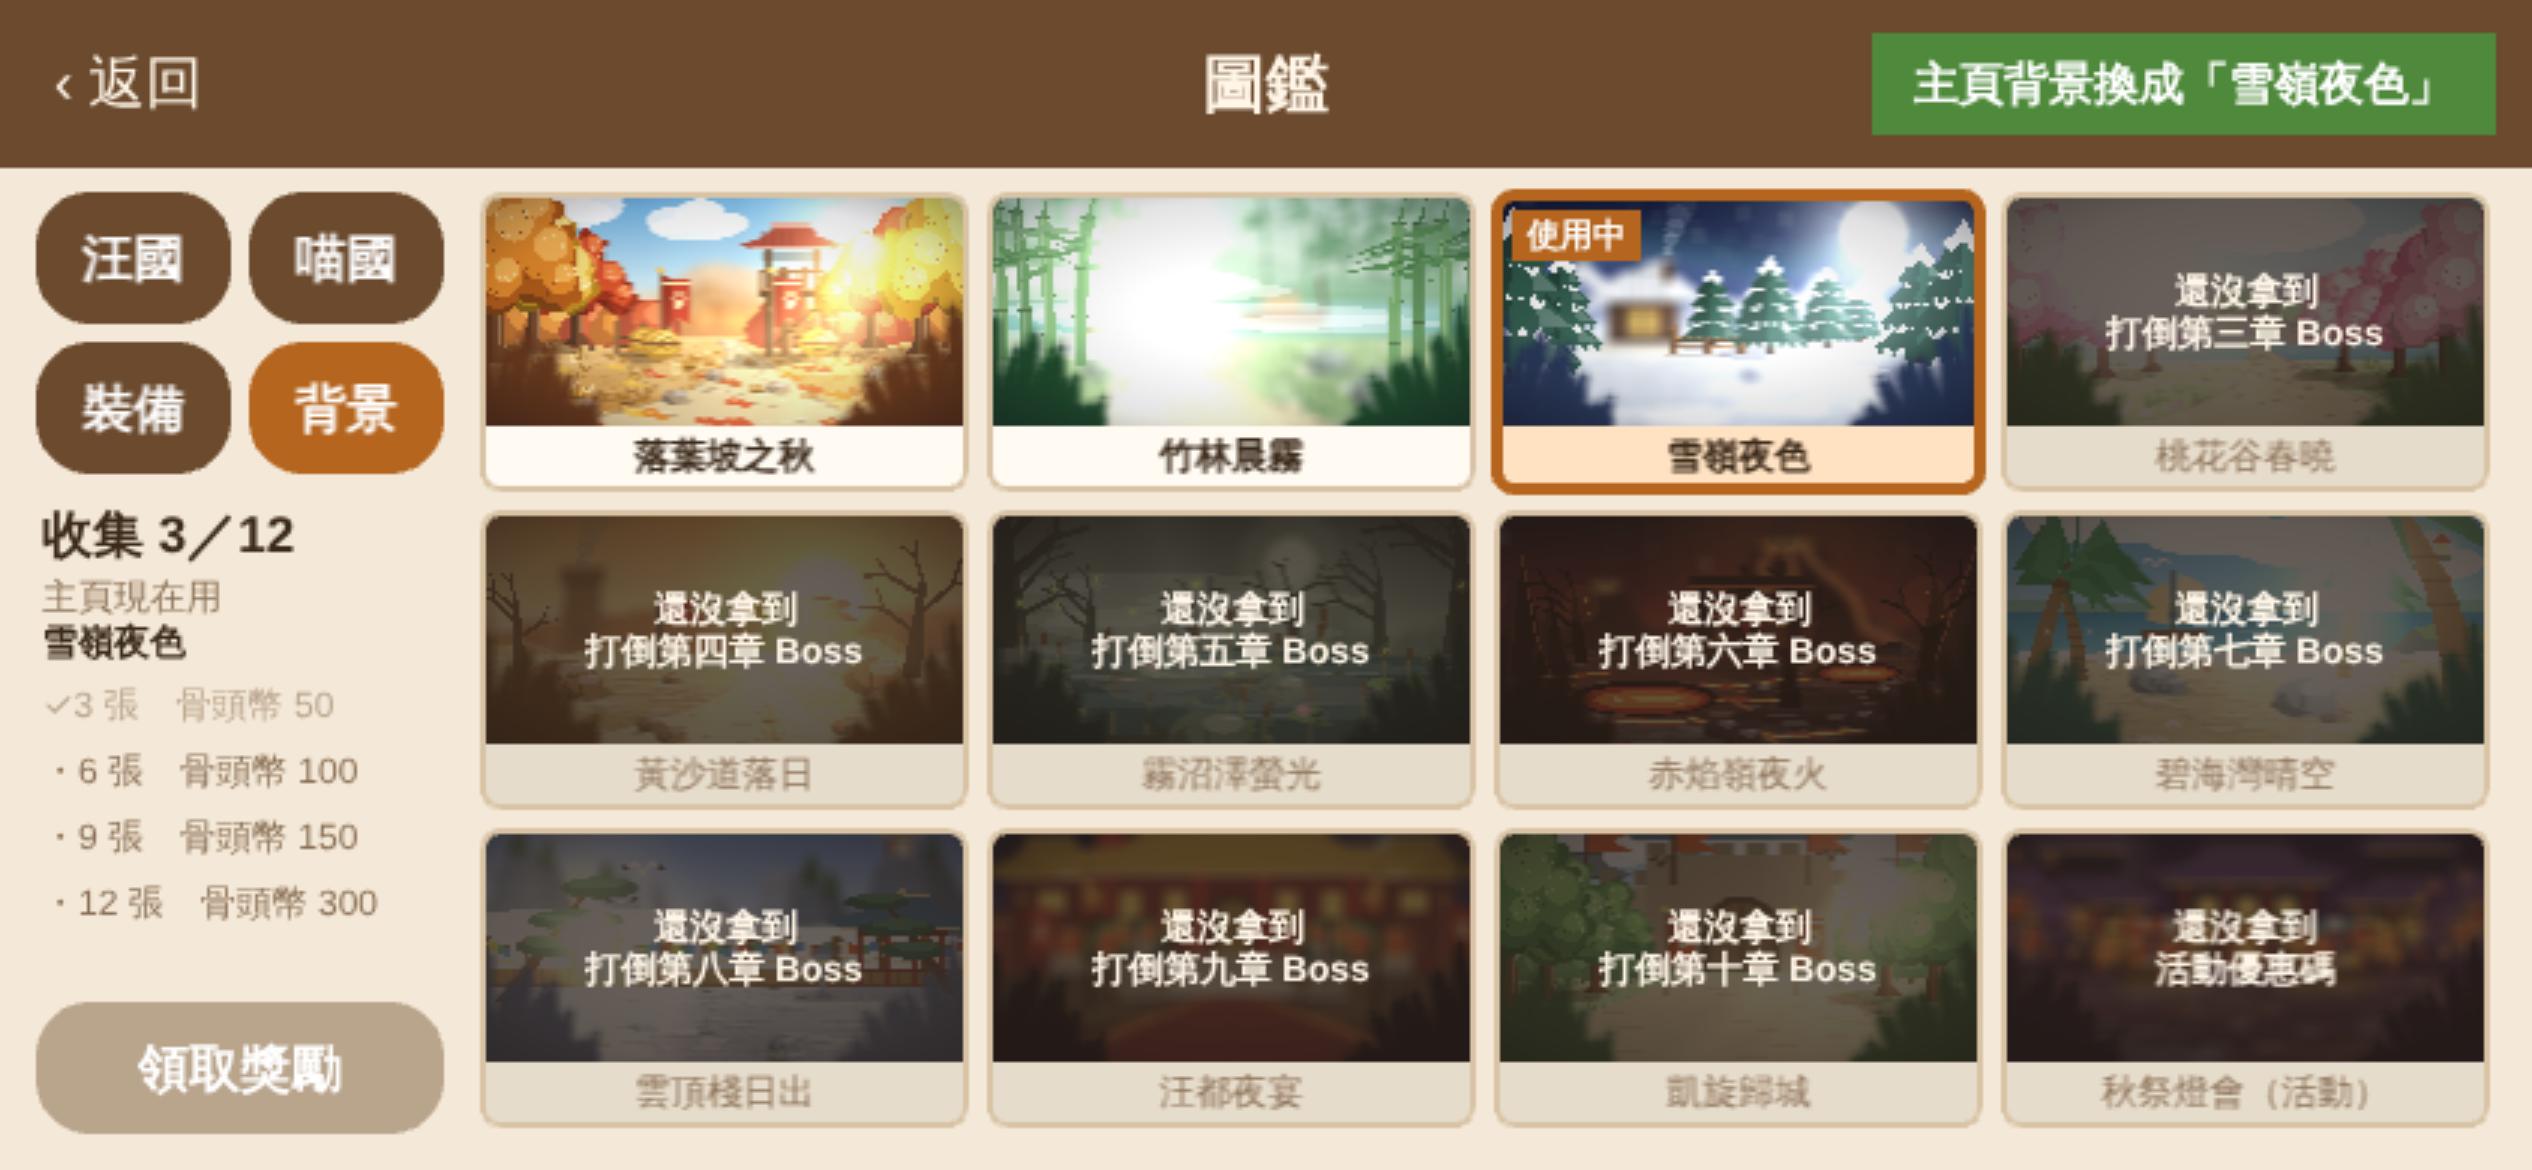 ‹ 返回
圖鑑
主頁背景換成「雪嶺夜色」
汪國
喵國
裝備
背景
收集 3／12
主頁現在用
雪嶺夜色
✓3 張　骨頭幣 50
・6 張　骨頭幣 100
・9 張　骨頭幣 150
・12 張　骨頭幣 300
領取獎勵
落葉坡之秋
竹林晨霧
使用中
雪嶺夜色
還沒拿到
打倒第三章 Boss
桃花谷春曉
還沒拿到
打倒第四章 Boss
黃沙道落日
還沒拿到
打倒第五章 Boss
霧沼澤螢光
還沒拿到
打倒第六章 Boss
赤焰嶺夜火
還沒拿到
打倒第七章 Boss
碧海灣晴空
還沒拿到
打倒第八章 Boss
雲頂棧日出
還沒拿到
打倒第九章 Boss
汪都夜宴
還沒拿到
打倒第十章 Boss
凱旋歸城
還沒拿到
活動優惠碼
秋祭燈會（活動）